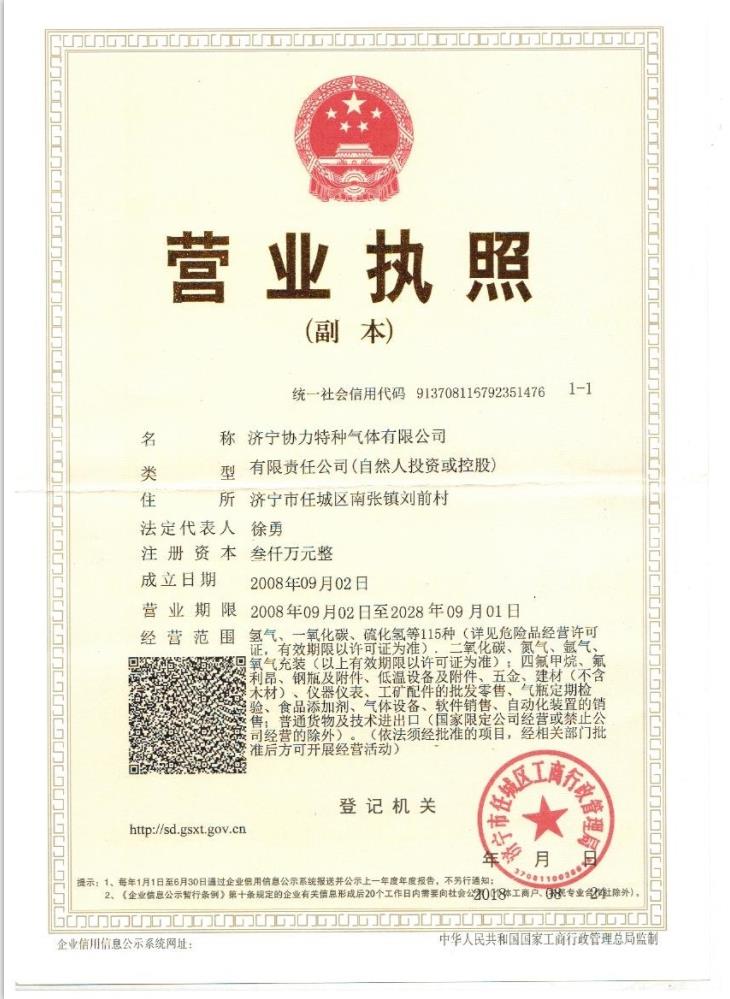 营业执照
(副 本)
统一社会信用代码 913708116792351476 1-1
名 称 济宁协力特种气体有限公司
类 型 有限责任公司(自然人投资或控股)
住 所 济宁市任城区南张镇刘前村
法定代表人 徐勇
注册资本 叁仟万元整
成立日期 2008年09月02日
营业期限 2008年09月02日至2028年09月01日
经营范围 氢气、一氧化碳、硫化氢等115种（详见危险品经营许可
证，有效期限以许可证为准）．二氧化碳、氮气、氩气、
氧气充装（以上有效期限以许可证为准）；四氟甲烷、氟
利昂、钢瓶及附件、低温设备及附件、五金、建材（不含
木材）、仪器仪表、工矿配件的批发零售、气瓶定期检
验、食品添加剂、气体设备、软件销售、自动化装置的销
售；普通货物及技术进出口（国家限定公司经营或禁止公
司经营的除外）。（依法须经批准的项目，经相关部门批
准后方可开展经营活动）
http://sd.gsxt.gov.cn
登记机关
济宁市任城区工商行政管理局
年 月 日
2018 08 24
提示：1、每年1月1日至6月30日通过企业信用信息公示系统报送并公示上一年度年度报告，不另行通知；
2、《企业信息公示暂行条例》第十条规定的企业有关信息形成后20个工作日内需要向社会公
企业信用信息公示系统网址：
中华人民共和国国家工商行政管理总局监制